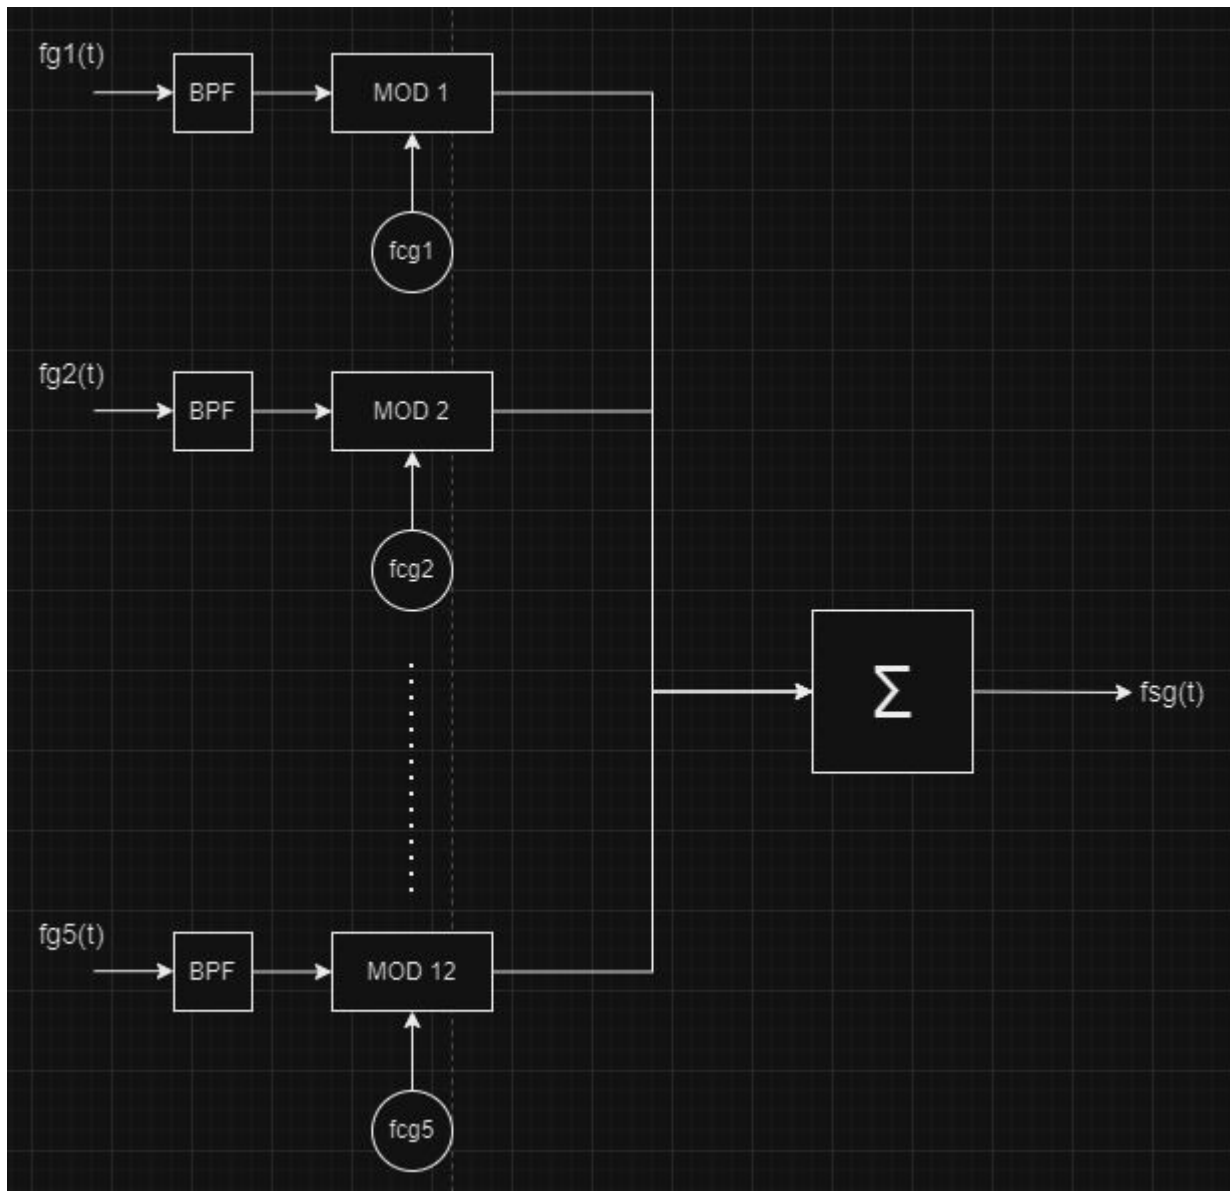 fg1(t)
BPF
MOD 1
fcg1
fg2(t)
BPF
MOD 2
fcg2
Σ
fsg(t)
fg5(t)
BPF
MOD 12
fcg5